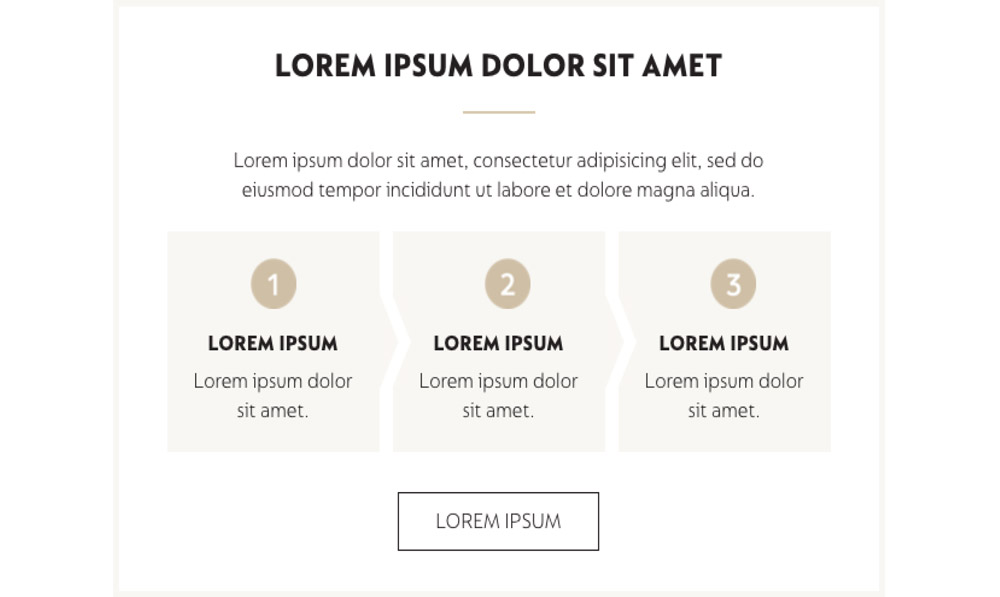 LOREM IPSUM DOLOR SIT AMET
Lorem ipsum dolor sit amet, consectetur adipisicing elit, sed do
eiusmod tempor incididunt ut labore et dolore magna aliqua.
1
LOREM IPSUM
Lorem ipsum dolor
sit amet.
2
LOREM IPSUM
Lorem ipsum dolor
sit amet.
3
LOREM IPSUM
Lorem ipsum dolor
sit amet.
LOREM IPSUM